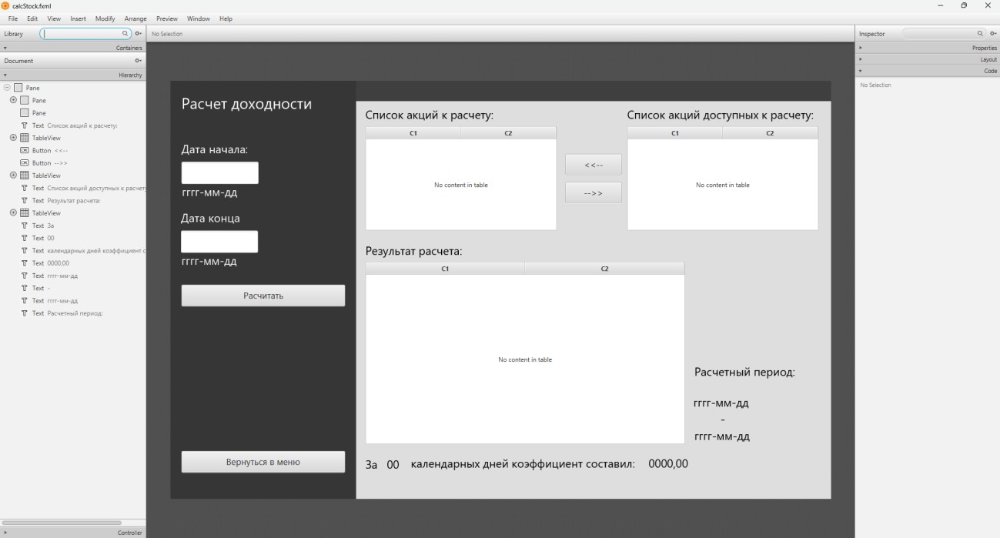 calcStock.fxml
File Edit View Insert Modify Arrange Preview Window Help
Library
No Selection
Inspector
Containers
Properties
Document
Layout
Hierarchy
Code
No Selection
Pane
Pane
Pane
Text Список акций к расчету:
TableView
Button <<--
Button -->>
TableView
Text Список акций доступных к расчету
Text Результат расчета:
TableView
Text За
Text 00
Text календарных дней коэффициент с
Text 0000,00
Text гггг-мм-дд
Text -
Text гггг-мм-дд
Text Расчетный период:
Controller
Расчет доходности
Дата начала:
гггг-мм-дд
Дата конца
гггг-мм-дд
Расчитать
Вернуться в меню
Список акций к расчету:
C1 C2
No content in table
<<--
-->>
Список акций доступных к расчету:
C1 C2
No content in table
Результат расчета:
C1 C2
No content in table
Расчетный период:
гггг-мм-дд
-
гггг-мм-дд
За 00 календарных дней коэффициент составил: 0000,00